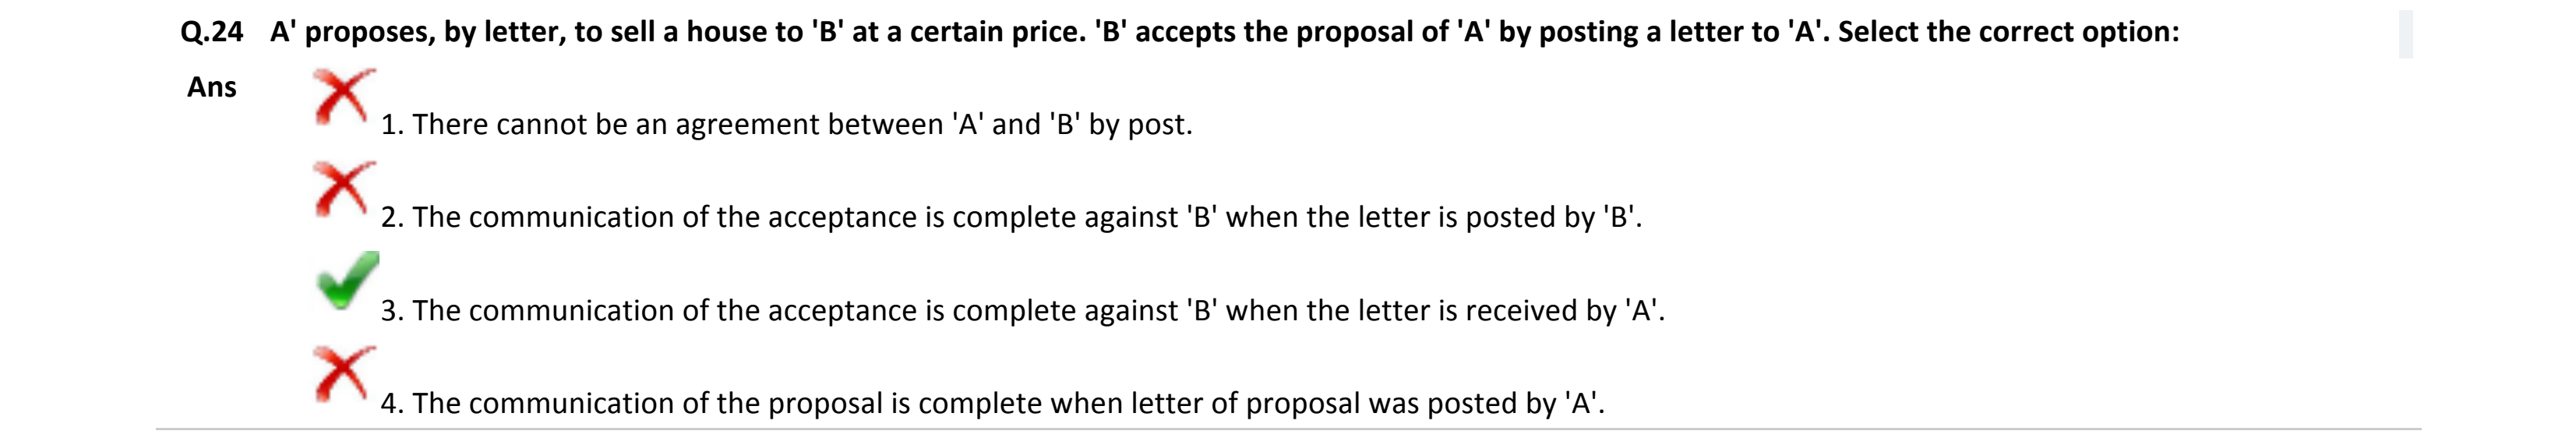 Q.24 A' proposes, by letter, to sell a house to 'B' at a certain price. 'B' accepts the proposal of 'A' by posting a letter to 'A'. Select the correct option:
Ans
1. There cannot be an agreement between 'A' and 'B' by post.
2. The communication of the acceptance is complete against 'B' when the letter is posted by 'B'.
3. The communication of the acceptance is complete against 'B' when the letter is received by 'A'.
4. The communication of the proposal is complete when letter of proposal was posted by 'A'.